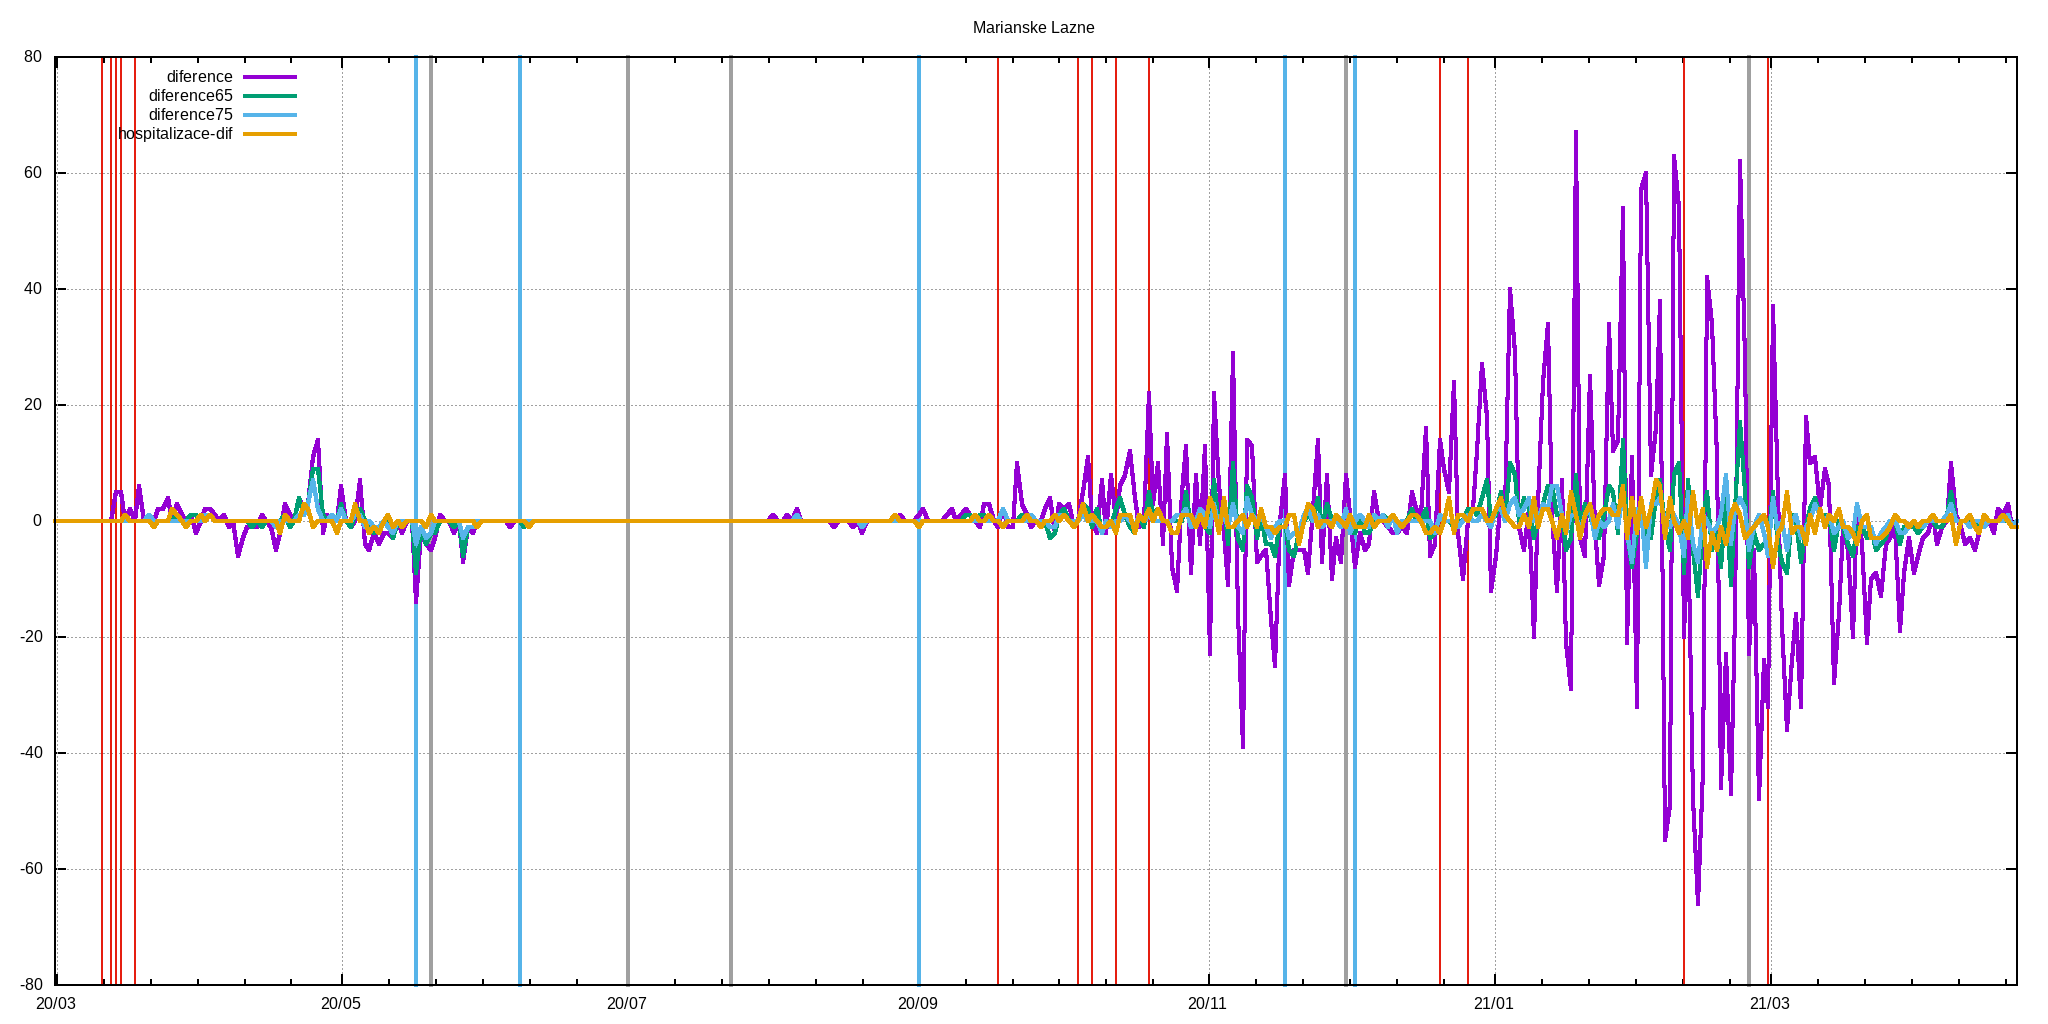 Marianske Lazne
80
diference
diference65
diference75
hospitalizace-dif
60
40
20
0
-20
-40
-60
-80
20/03 20/05 20/07 20/09 20/11 21/01 21/03